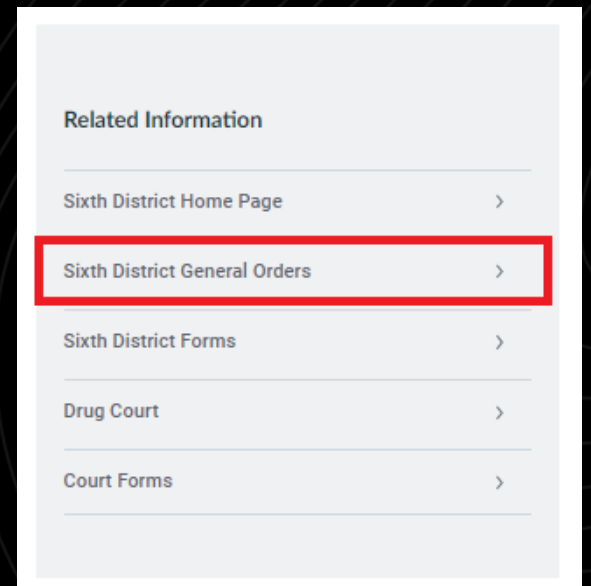 Related Information
Sixth District Home Page
Sixth District General Orders
Sixth District Forms
Drug Court
Court Forms